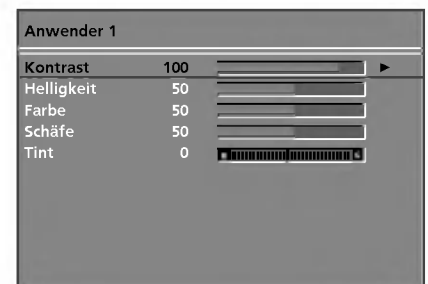 Anwender 1
Kontrast 100
Helligkeit 50
Farbe 50
Schäfe 50
Tint 0